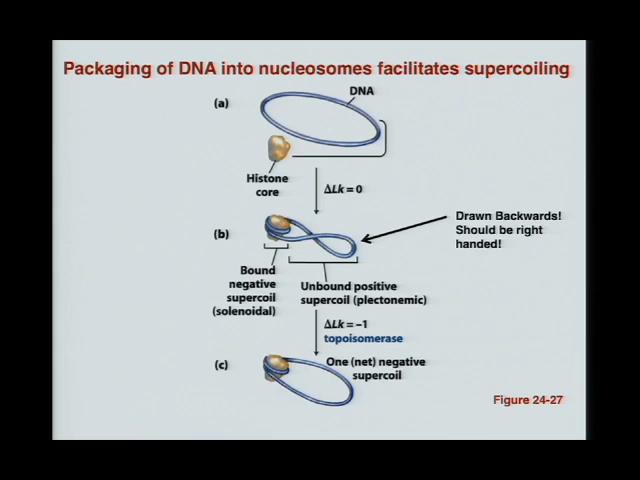 Packaging of DNA into nucleosomes facilitates supercoiling
(a)
DNA
Histone
core
ΔLk = 0
(b)
Drawn Backwards!
Should be right
handed!
Bound
negative
supercoil
(solenoidal)
Unbound positive
supercoil (plectonemic)
ΔLk = –1
topoisomerase
(c)
One (net) negative
supercoil
Figure 24-27